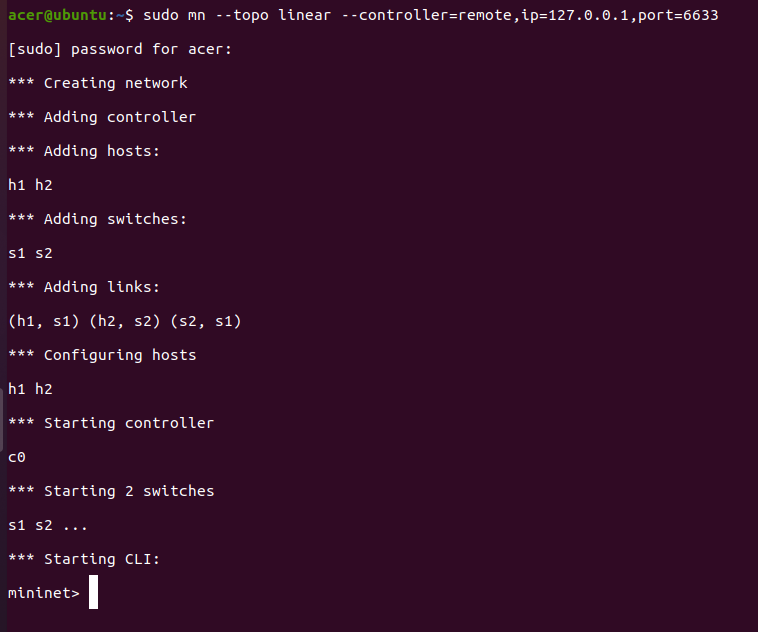 acer@ubuntu:~$ sudo mn --topo linear --controller=remote,ip=127.0.0.1,port=6633
[sudo] password for acer:
*** Creating network
*** Adding controller
*** Adding hosts:
h1 h2
*** Adding switches:
s1 s2
*** Adding links:
(h1, s1) (h2, s2) (s2, s1)
*** Configuring hosts
h1 h2
*** Starting controller
c0
*** Starting 2 switches
s1 s2 ...
*** Starting CLI:
mininet>